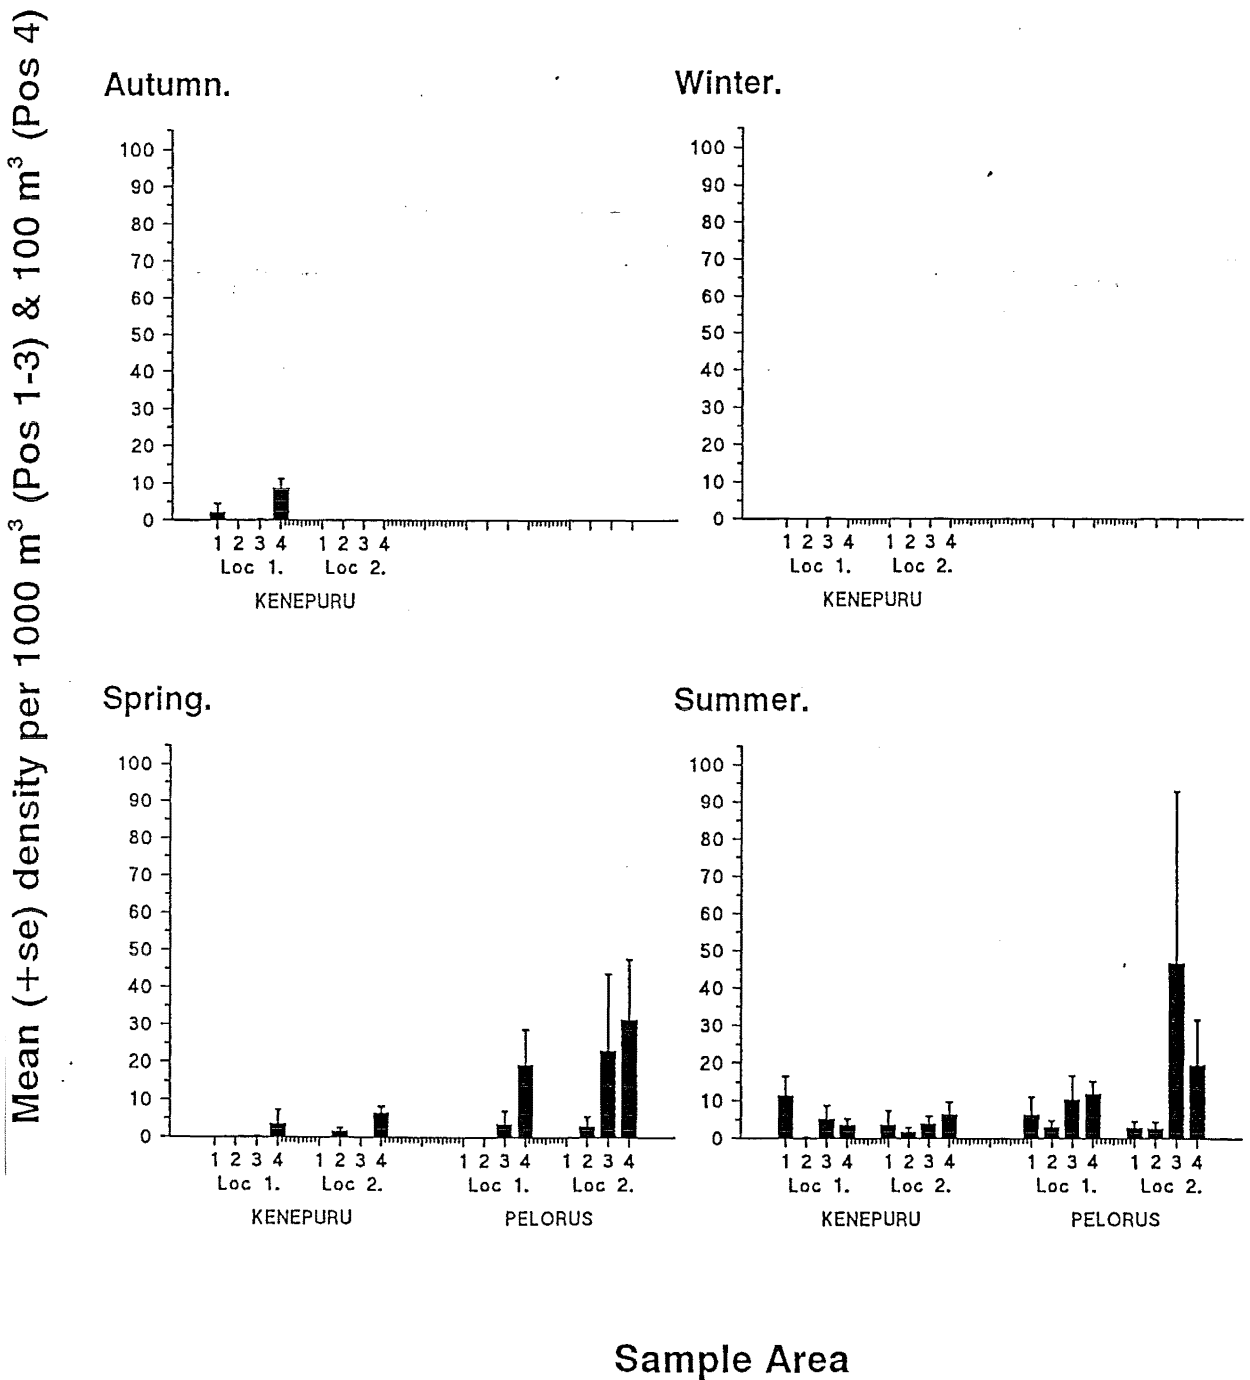 Mean (+se) density per 1000 m³ (Pos 1-3) & 100 m³ (Pos 4)
Autumn.
100
90
80
70
60
50
40
30
20
10
0
1 2 3 4 1 2 3 4
Loc 1. Loc 2.
KENEPURU
Winter.
100
90
80
70
60
50
40
30
20
10
0
1 2 3 4 1 2 3 4
Loc 1. Loc 2.
KENEPURU
Spring.
100
90
80
70
60
50
40
30
20
10
0
1 2 3 4 1 2 3 4 1 2 3 4 1 2 3 4
Loc 1. Loc 2. Loc 1. Loc 2.
KENEPURU PELORUS
Summer.
100
90
80
70
60
50
40
30
20
10
0
1 2 3 4 1 2 3 4 1 2 3 4 1 2 3 4
Loc 1. Loc 2. Loc 1. Loc 2.
KENEPURU PELORUS
Sample Area